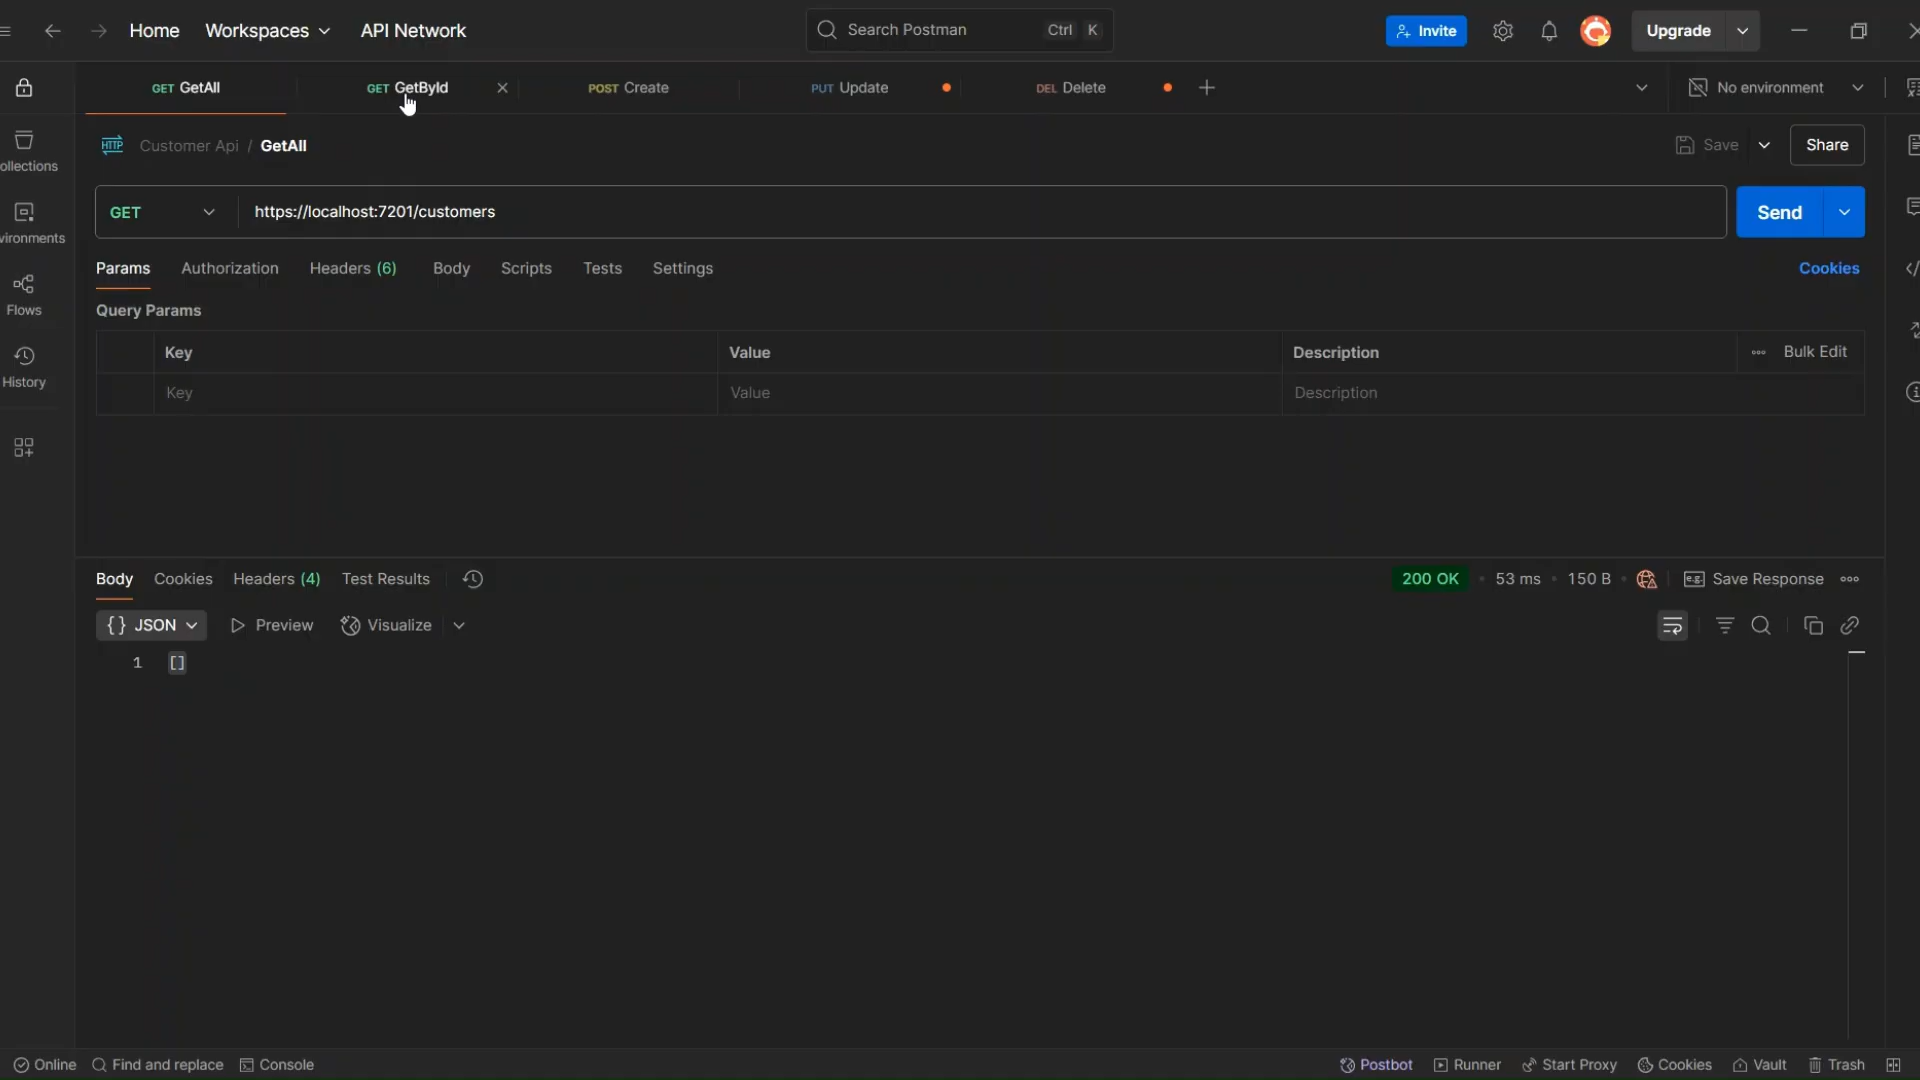 Home Workspaces API Network Search Postman Ctrl K Invite Upgrade
GET GetAll GET GetById POST Create PUT Update DEL Delete No environment
HTTP Customer Api / GetAll Save Share
GET https://localhost:7201/customers Send
Params Authorization Headers (6) Body Scripts Tests Settings Cookies
Query Params
Key Value Description Bulk Edit
Key Value Description
ollections
vironments
Flows
History
Body Cookies Headers (4) Test Results 200 OK 53 ms 150 B e.g. Save Response
{} JSON Preview Visualize
1 []
Online Find and replace Console Postbot Runner Start Proxy Cookies Vault Trash